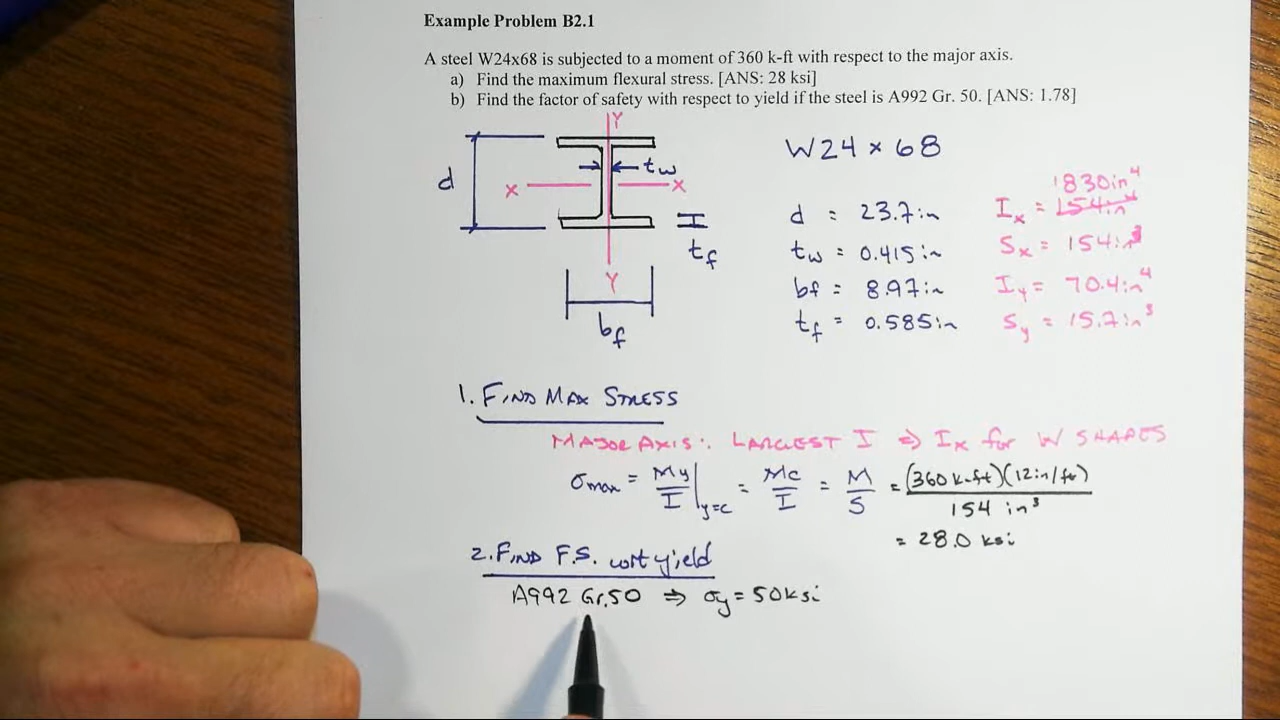 Example Problem B2.1
A steel W24x68 is subjected to a moment of 360 k-ft with respect to the major axis.
a) Find the maximum flexural stress. [ANS: 28 ksi]
b) Find the factor of safety with respect to yield if the steel is A992 Gr. 50. [ANS: 1.78]
Y
d
tw
x
x
tf
Y
bf
W24 × 68
d = 23.7in
tw = 0.415in
bf = 8.97in
tf = 0.585in
1830in⁴
Ix = 154in⁴
Sx = 154in³
Iy = 70.4in⁴
Sy = 15.7in³
1. FIND MAX STRESS
MAJOR AXIS ∴ LARGEST I ⇒ Ix for W SHAPES
σmax = My/I |y=c = Mc/I = M/S = (360 k-ft)(12in/ft) / 154 in³
= 28.0 ksi
2. FIND F.S. wrt yield
A992 Gr.50 ⇒ σy = 50ksi